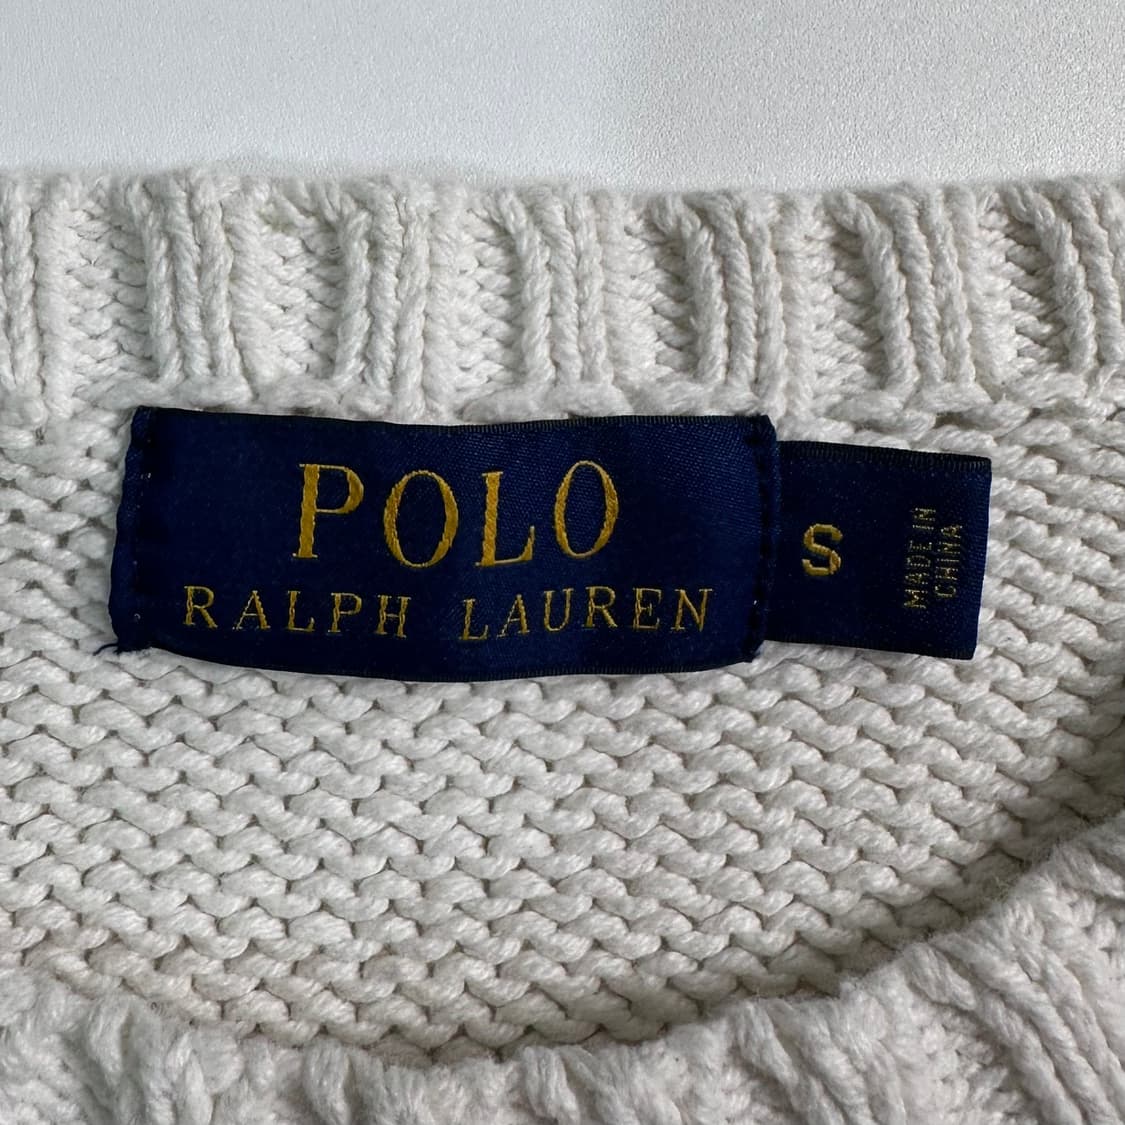 POLO
RALPH LAUREN
S
MADE IN
CHINA